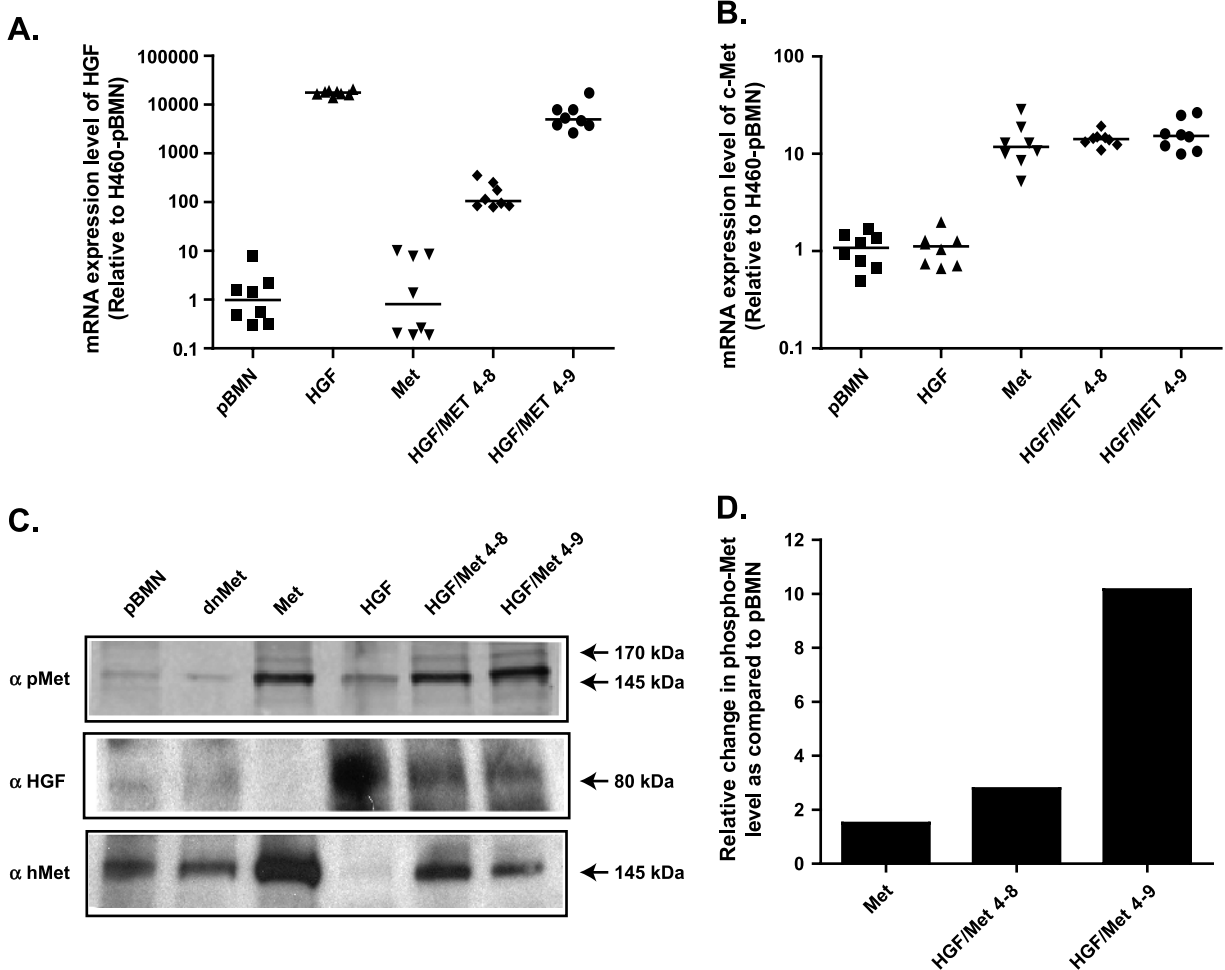 A.
mRNA expression level of HGF
(Relative to H460-pBMN)
100000
10000
1000
100
10
1
0.1
pBMN
HGF
Met
HGF/MET 4-8
HGF/MET 4-9
B.
mRNA expression level of c-Met
(Relative to H460-pBMN)
100
10
1
0.1
pBMN
HGF
Met
HGF/MET 4-8
HGF/MET 4-9
C.
pBMN
dnMet
Met
HGF
HGF/Met 4-8
HGF/Met 4-9
α pMet
170 kDa
145 kDa
α HGF
80 kDa
α hMet
145 kDa
D.
Relative change in phospho-Met
level as compared to pBMN
12
10
8
6
4
2
0
Met
HGF/Met 4-8
HGF/Met 4-9